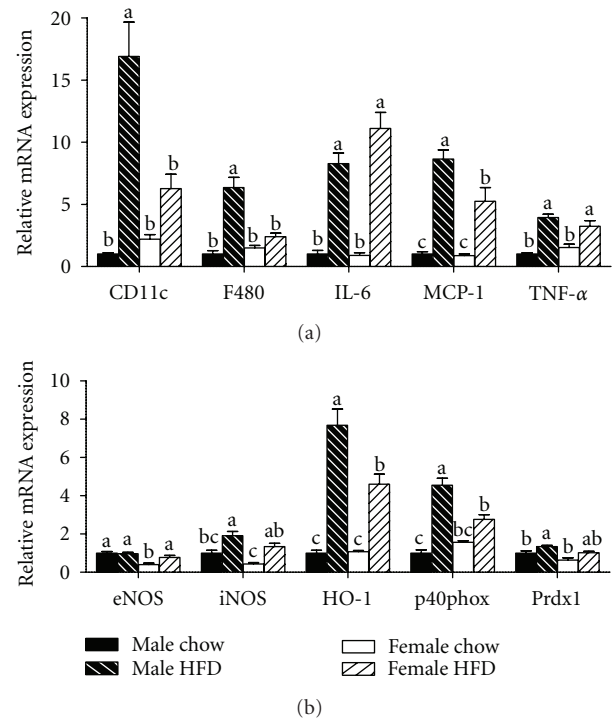 20
15
10
5
0
Relative mRNA expression
b a b b
b a b b
b a b a
c a c b
b a b a
CD11c F480 IL-6 MCP-1 TNF-α
(a)
10
8
6
4
2
0
Relative mRNA expression
a a b a
bc a c ab
c a c b
c a bc b
b a b ab
eNOS iNOS HO-1 p40phox Prdx1
Male chow Female chow
Male HFD Female HFD
(b)